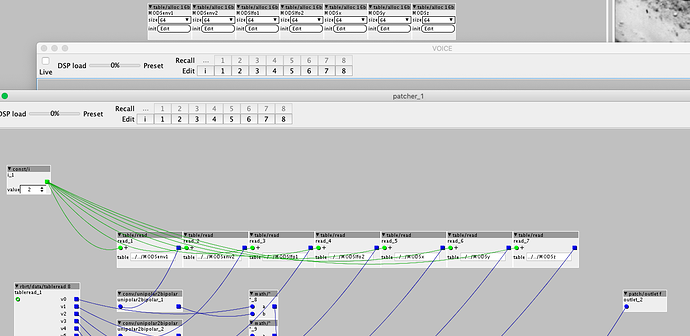 table/alloc 16b table/alloc 16b table/alloc 16b table/alloc 16b table/alloc 16b table/alloc 16b table/alloc 16b
MODSenv1 MODSenv2 MODSlfo1 MODSlfo2 MODSx MODSy MODSz
size 64 size 64 size 64 size 64 size 64 size 64 size 64
init Edit init Edit init Edit init Edit init Edit init Edit init Edit
VOICE
Live DSP load 0% Preset
Recall ... 1 2 3 4 5 6 7 8
Edit i 1 2 3 4 5 6 7 8
patcher_1
DSP load 0% Preset
Recall ... 1 2 3 4 5 6 7 8
Edit i 1 2 3 4 5 6 7 8
const/i
i_1
value 2
table/read table/read table/read table/read table/read table/read table/read
read_1 read_2 read_3 read_4 read_5 read_6 read_7
table ../../MODSenv1 table ../../MODSenv2 table ../../MODSlfo1 table ../../MODSlfo2 table ../../MODSx table ../../MODSy table ../../MODSz
rbrt/data/tableread 8
tableread_1
v0
v1
v2
v3
v4
conv/unipolar2bipolar
unipolar2bipolar_1
conv/unipolar2bipolar
unipolar2bipolar_2
math/*
*_8
a
b
math/*
*_9
patch/outlet f
outlet_2